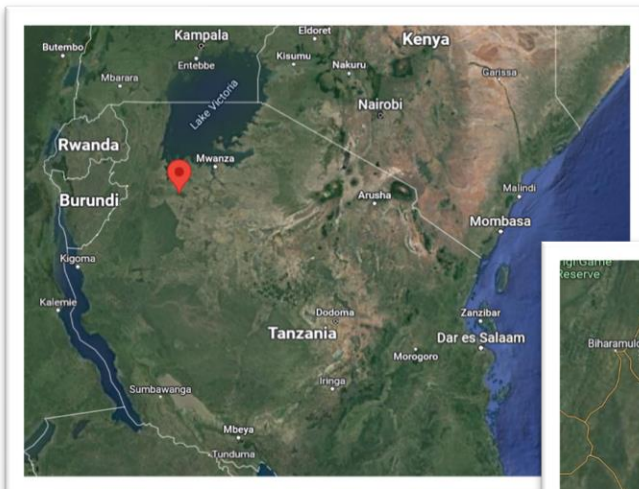 Kampala
Eldoret
Kenya
Butembo
Entebbe
Kisumu
Nakuru
Garissa
Mbarara
Lake Victoria
Nairobi
Rwanda
Mwanza
Burundi
Arusha
Malindi
Mombasa
Kigoma
Game
Reserve
Kalemie
Dodoma
Zanzibar
Tanzania
Dar es Salaam
Biharamulo
Morogoro
Sumbawanga
Iringa
Mbeya
Tunduma